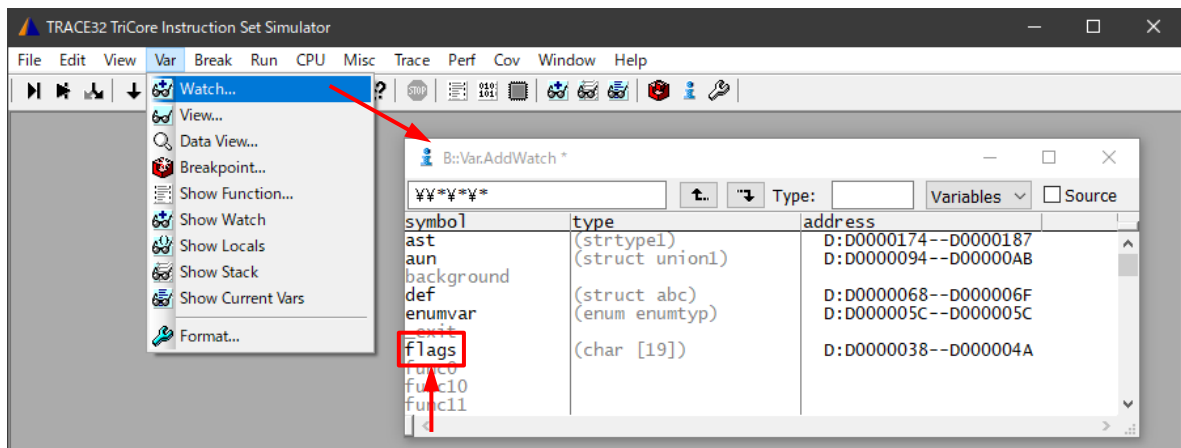 TRACE32 TriCore Instruction Set Simulator
File Edit View Var Break Run CPU Misc Trace Perf Cov Window Help
Watch...
View...
Data View...
Breakpoint...
Show Function...
Show Watch
Show Locals
Show Stack
Show Current Vars
Format...
STOP
B::Var.AddWatch *
¥¥*¥*¥* Type: Variables Source
symbol type address
ast (strtype1) D:D0000174--D0000187
aun (struct union1) D:D0000094--D00000AB
background
def (struct abc) D:D0000068--D000006F
enumvar (enum enumtyp) D:D000005C--D000005C
_exit
flags (char [19]) D:D0000038--D000004A
func0
func10
func11